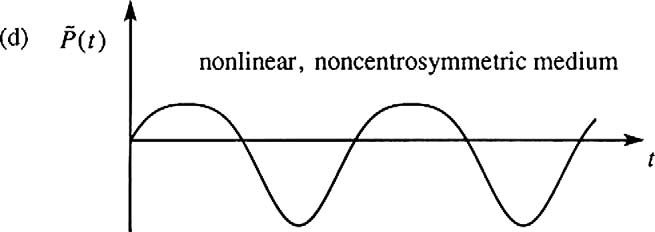 (d) P̃(t)
nonlinear, noncentrosymmetric medium
t